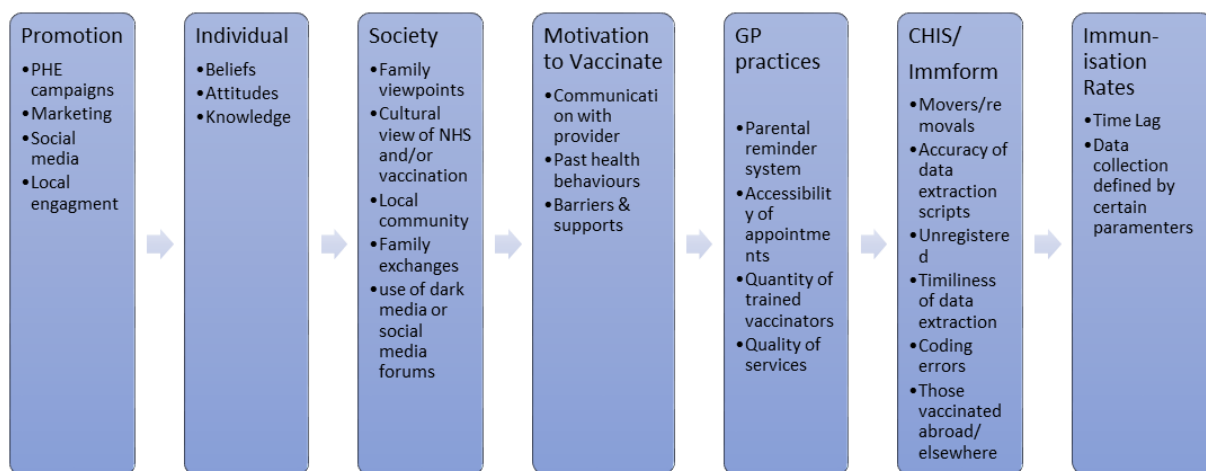 Promotion
•PHE
campaigns
•Marketing
•Social
media
•Local
engagment
Individual
•Beliefs
•Attitudes
•Knowledge
Society
•Family
viewpoints
•Cultural
view of NHS
and/or
vaccination
•Local
community
•Family
exchanges
•use of dark
media or
social
media
forums
Motivation
to Vaccinate
•Communicati
on with
provider
•Past health
behaviours
•Barriers &
supports
GP
practices
•Parental
reminder
system
•Accessibilit
y of
appointme
nts
•Quantity of
trained
vaccinators
•Quality of
services
CHIS/
Immform
•Movers/re
movals
•Accuracy of
data
extraction
scripts
•Unregistere
d
•Timiliness
of data
extraction
•Coding
errors
•Those
vaccinated
abroad/
elsewhere
Immun-
isation
Rates
•Time Lag
•Data
collection
defined by
certain
paramenters